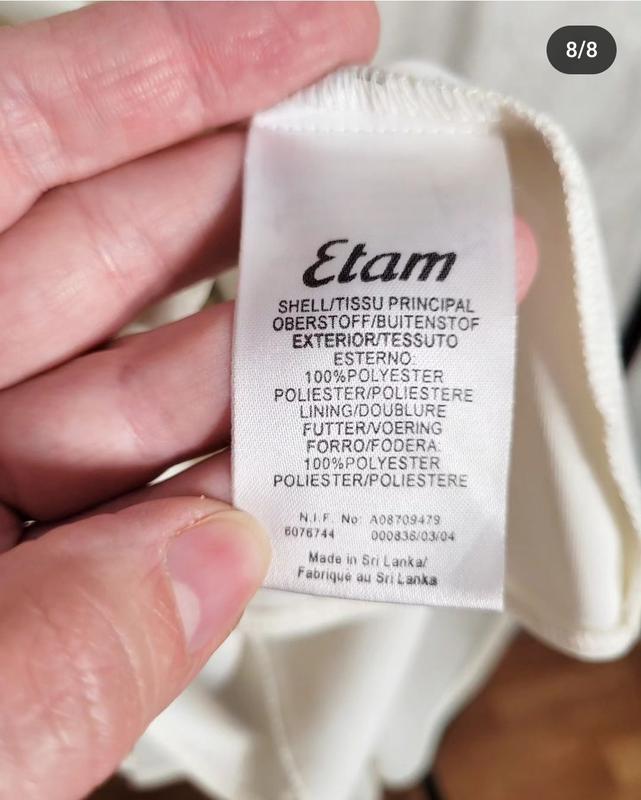 8/8
Etam
SHELL/TISSU PRINCIPAL
OBERSTOFF/BUITENSTOF
EXTERIOR/TESSUTO
ESTERNO:
100%POLYESTER
POLIESTER/POLIESTERE
LINING/DOUBLURE
FUTTER/VOERING
FORRO/FODERA:
100%POLYESTER
POLIESTER/POLIESTERE
N.I.F. No: A08709479
6076744 000836/03/04
Made in Sri Lanka/
Fabriqué au Sri Lanka